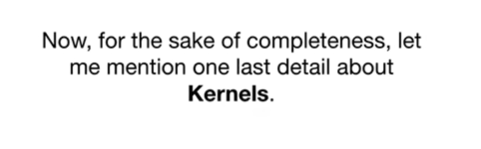 Now, for the sake of completeness, let
me mention one last detail about
Kernels.